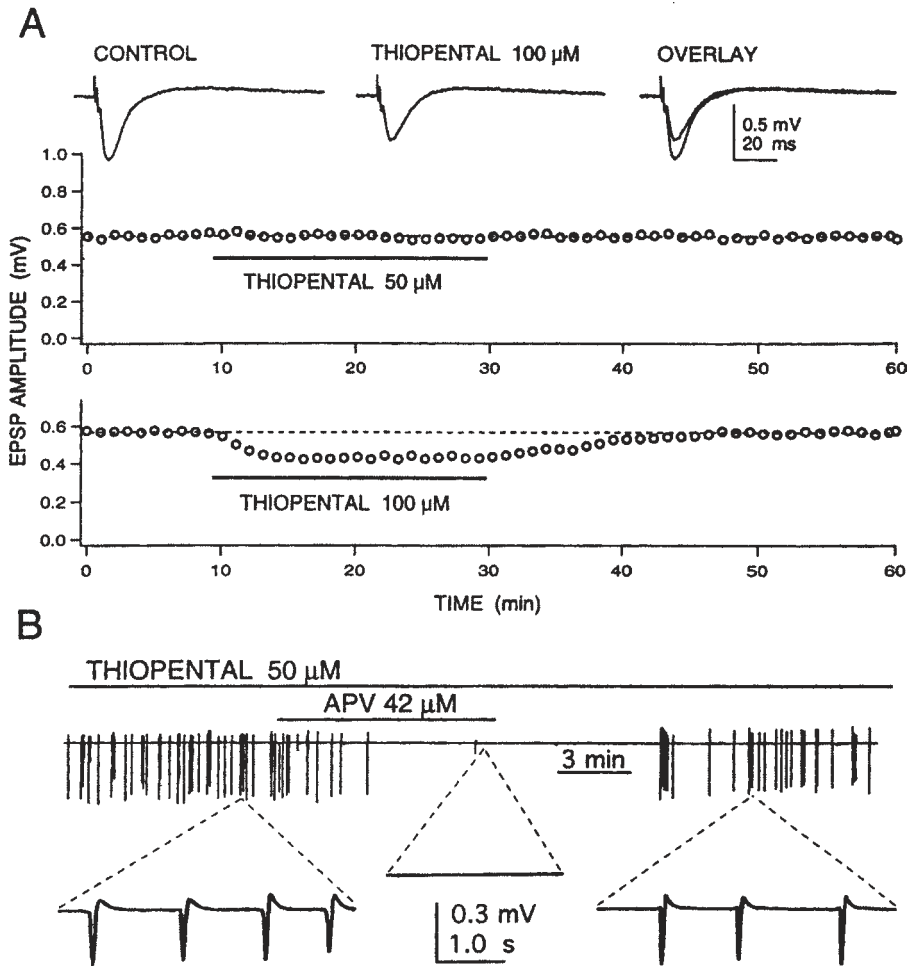 A
CONTROL
THIOPENTAL 100 µM
OVERLAY
0.5 mV
20 ms
EPSP AMPLITUDE (mV)
1.0
0.8
0.6
0.4
0.2
0.0
THIOPENTAL 50 µM
0 10 20 30 40 50 60
0.6
0.4
0.2
0.0
THIOPENTAL 100 µM
0 10 20 30 40 50 60
TIME (min)
B
THIOPENTAL 50 µM
APV 42 µM
3 min
0.3 mV
1.0 s